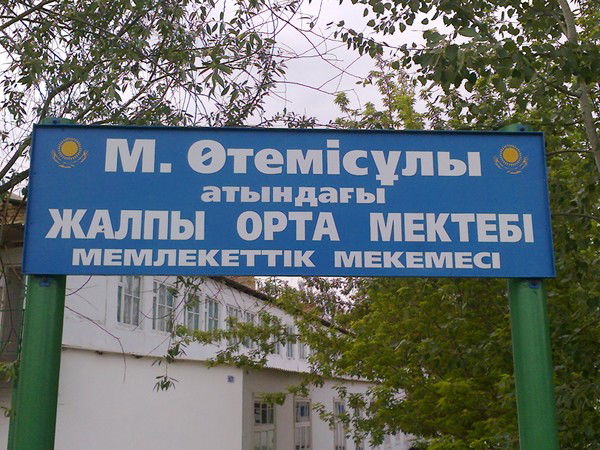 М. Өтемісұлы
атындағы
ЖАЛПЫ ОРТА МЕКТЕБІ
МЕМЛЕКЕТТІК МЕКЕМЕСІ